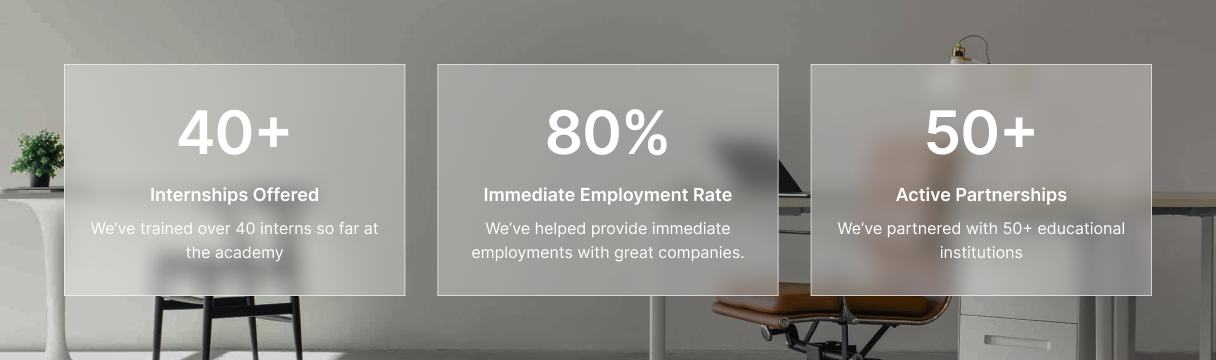 40+
Internships Offered
We’ve trained over 40 interns so far at
the academy
80%
Immediate Employment Rate
We’ve helped provide immediate
employments with great companies.
50+
Active Partnerships
We’ve partnered with 50+ educational
institutions